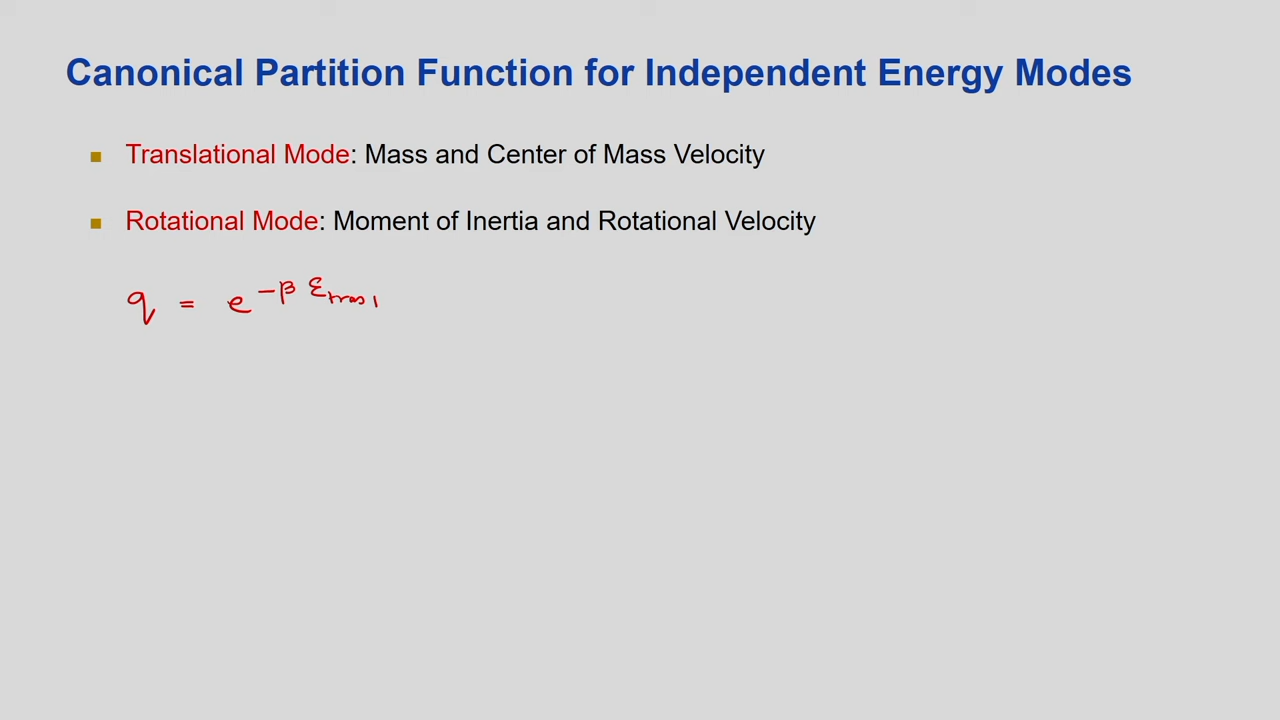 Canonical Partition Function for Independent Energy Modes
Translational Mode: Mass and Center of Mass Velocity
Rotational Mode: Moment of Inertia and Rotational Velocity
q = e^{-β ε_{tras,}}